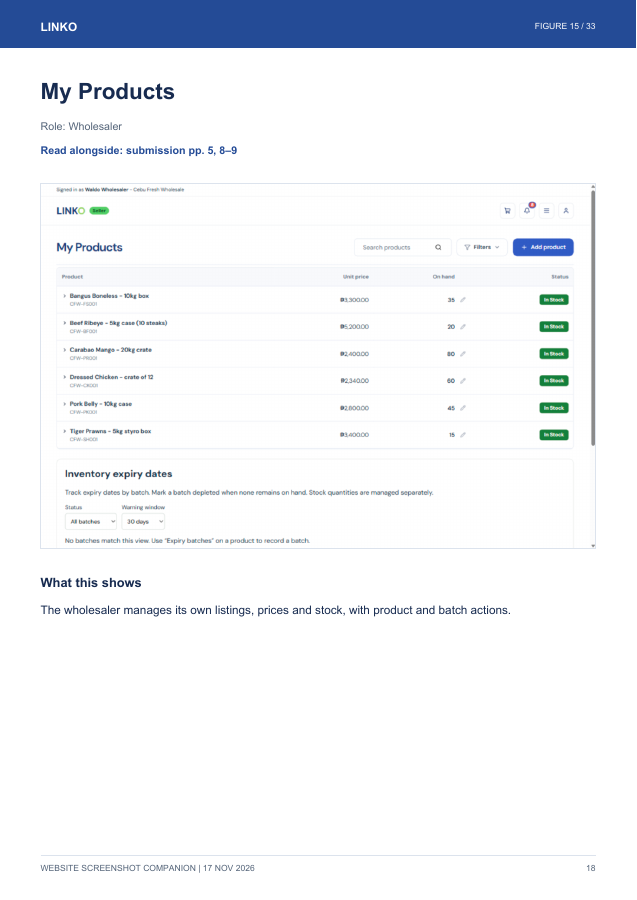 LINKO
FIGURE 15 / 33
My Products
Role: Wholesaler
Read alongside: submission pp. 5, 8–9
Signed in as Waldo Wholesaler – Cebu Fresh Wholesale
LINKO Seller
My Products
Search products
Filters
+ Add product
Product Unit price On hand Status
Bangus Boneless – 10kg box ₱3,300.00 35 In Stock
Beef Ribeye – 5kg case (10 steaks) ₱5,200.00 20 In Stock
Carabao Mango – 20kg crate ₱2,400.00 80 In Stock
Dressed Chicken – crate of 12 ₱2,340.00 60 In Stock
Pork Belly – 10kg case ₱2,800.00 45 In Stock
Tiger Prawns – 5kg styro box ₱3,400.00 15 In Stock
Inventory expiry dates
Track expiry dates by batch. Mark a batch depleted when none remains on hand. Stock quantities are managed separately.
Status Warning window
All batches 30 days
No batches match this view. Use "Expiry batches" on a product to record a batch.
What this shows
The wholesaler manages its own listings, prices and stock, with product and batch actions.
WEBSITE SCREENSHOT COMPANION | 17 NOV 2026
18